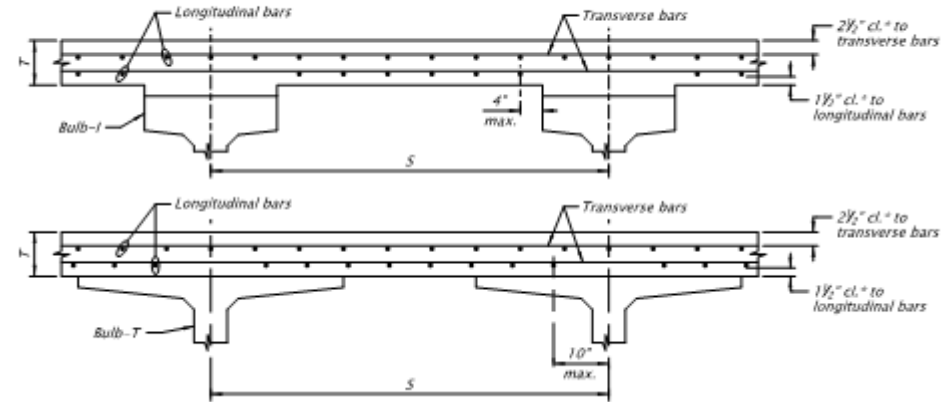 Longitudinal bars
Transverse bars
2½" cl.* to
transverse bars
T
4"
max.
1½" cl.* to
longitudinal bars
Bulb-I
S
Longitudinal bars
Transverse bars
2½" cl.* to
transverse bars
T
1½" cl.* to
longitudinal bars
Bulb-T
10"
max.
S